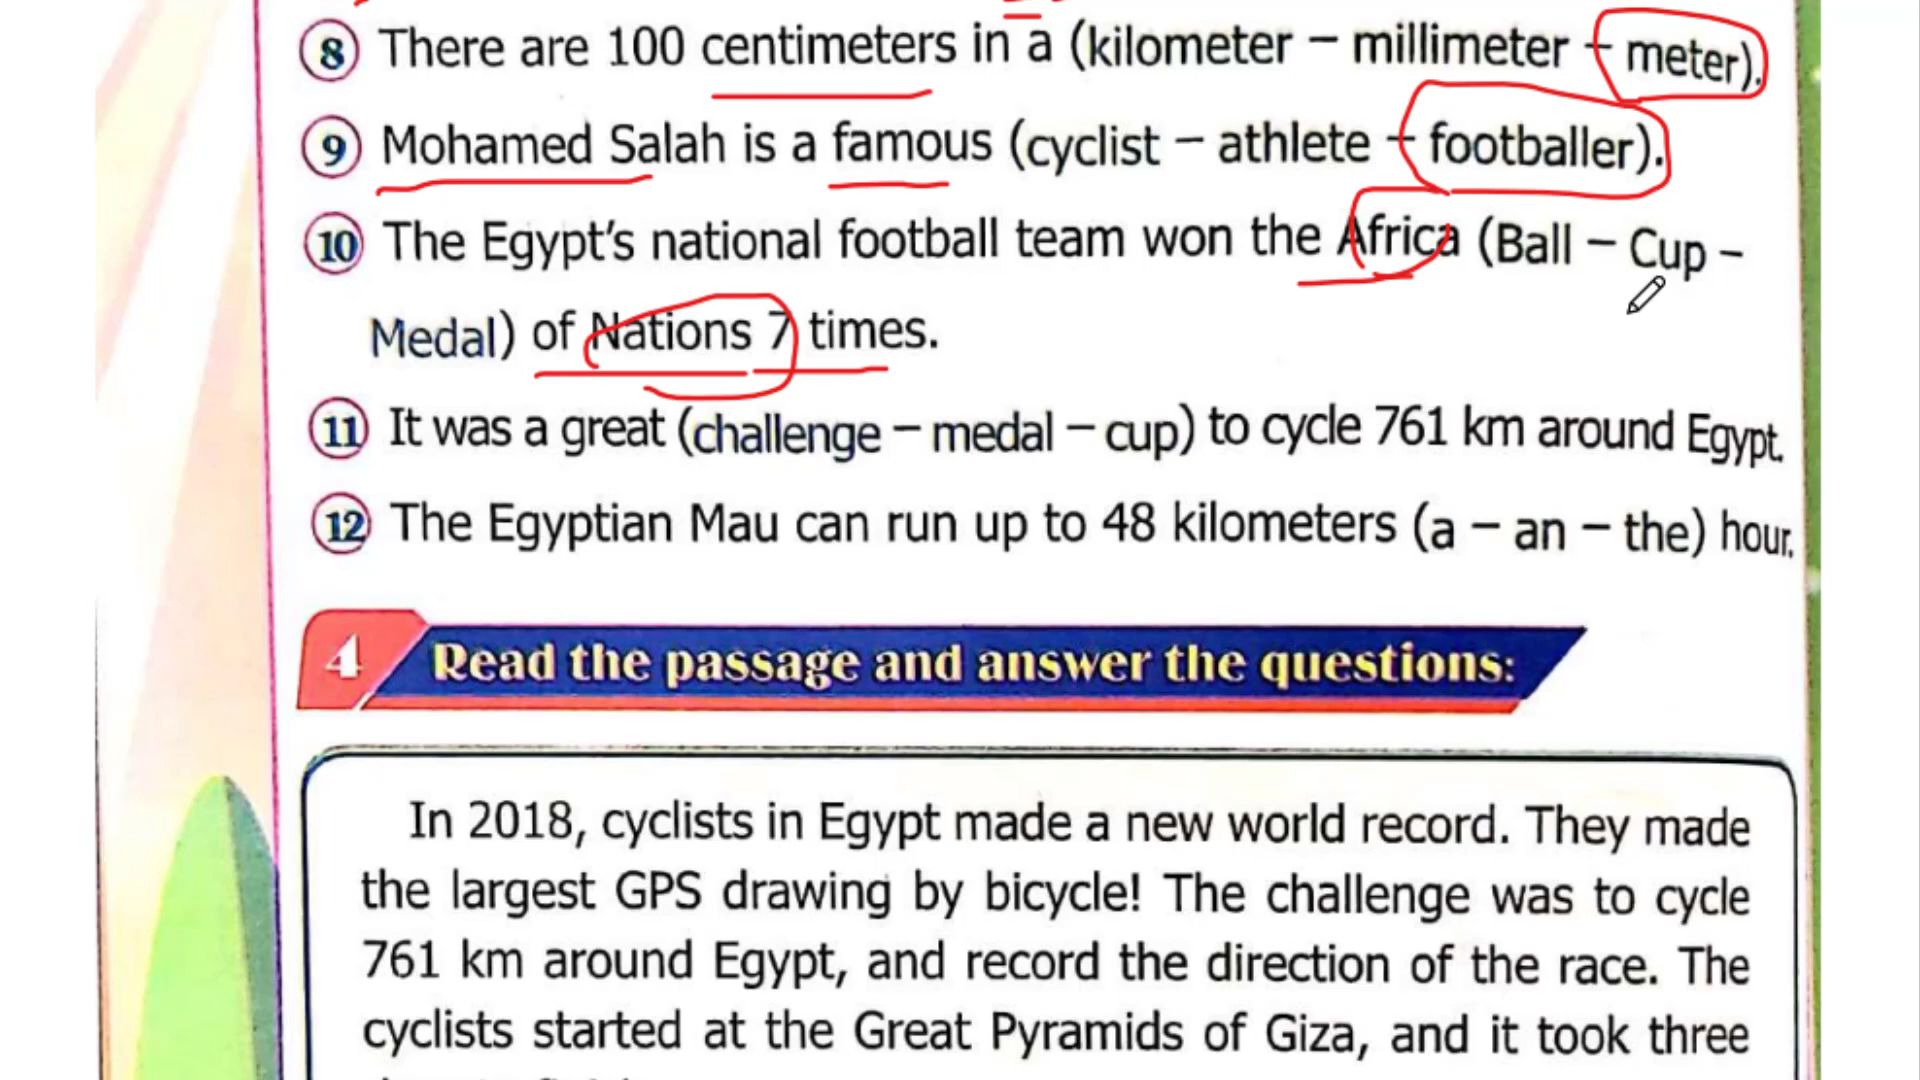 8 There are 100 centimeters in a (kilometer – millimeter – meter).
9 Mohamed Salah is a famous (cyclist – athlete – footballer).
10 The Egypt's national football team won the Africa (Ball – Cup –
Medal) of Nations 7 times.
11 It was a great (challenge – medal – cup) to cycle 761 km around Egypt.
12 The Egyptian Mau can run up to 48 kilometers (a – an – the) hour.
4 Read the passage and answer the questions:
In 2018, cyclists in Egypt made a new world record. They made
the largest GPS drawing by bicycle! The challenge was to cycle
761 km around Egypt, and record the direction of the race. The
cyclists started at the Great Pyramids of Giza, and it took three